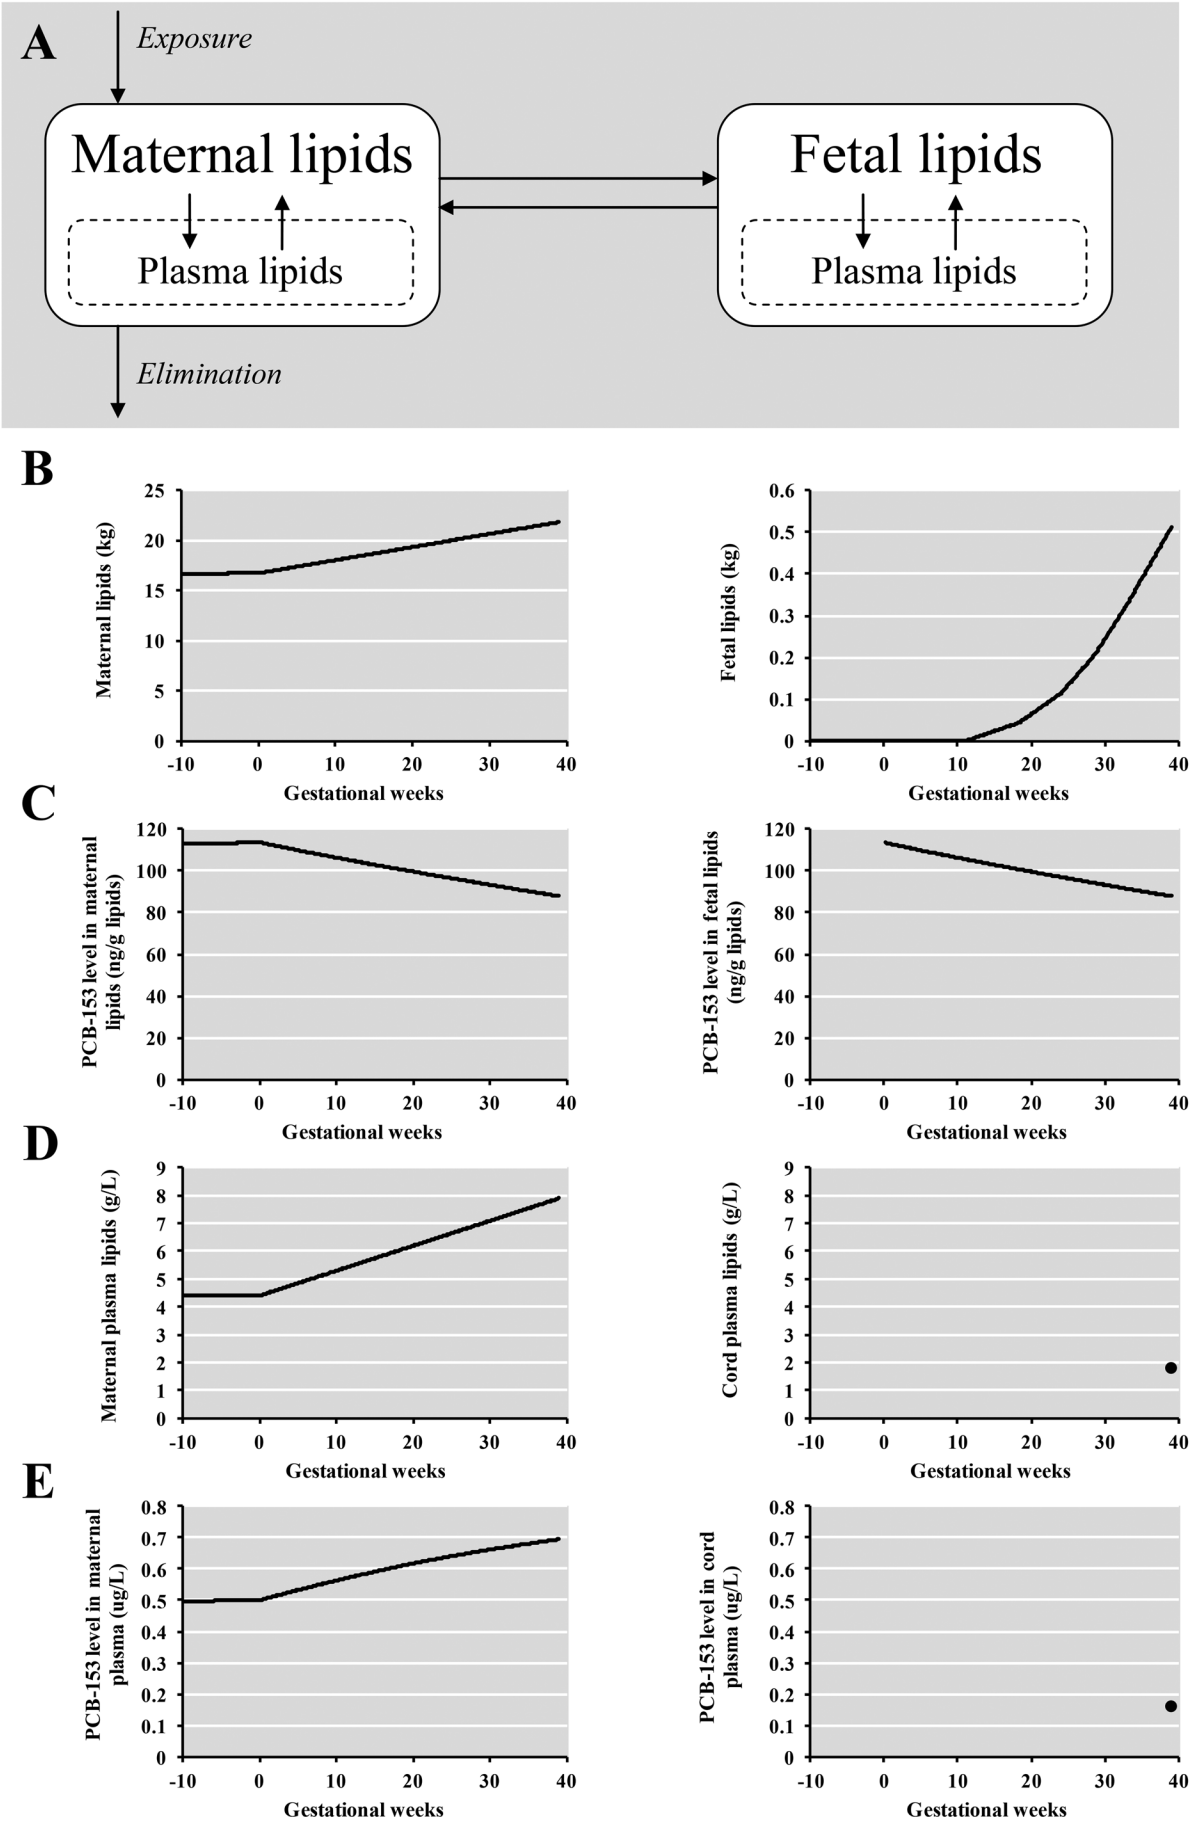 A
Exposure
Maternal lipids
Plasma lipids
Fetal lipids
Plasma lipids
Elimination
B
Maternal lipids (kg)
25
20
15
10
5
0
-10 0 10 20 30 40
Gestational weeks
Fetal lipids (kg)
0.6
0.5
0.4
0.3
0.2
0.1
0
-10 0 10 20 30 40
Gestational weeks
C
PCB-153 level in maternal
lipids (ng/g lipids)
120
100
80
60
40
20
0
-10 0 10 20 30 40
Gestational weeks
PCB-153 level in fetal lipids
(ng/g lipids)
120
100
80
60
40
20
0
-10 0 10 20 30 40
Gestational weeks
D
Maternal plasma lipids (g/L)
9
8
7
6
5
4
3
2
1
0
-10 0 10 20 30 40
Gestational weeks
Cord plasma lipids (g/L)
9
8
7
6
5
4
3
2
1
0
-10 0 10 20 30 40
Gestational weeks
E
PCB-153 level in maternal
plasma (ug/L)
0.8
0.7
0.6
0.5
0.4
0.3
0.2
0.1
0
-10 0 10 20 30 40
Gestational weeks
PCB-153 level in cord
plasma (ug/L)
0.8
0.7
0.6
0.5
0.4
0.3
0.2
0.1
0
-10 0 10 20 30 40
Gestational weeks